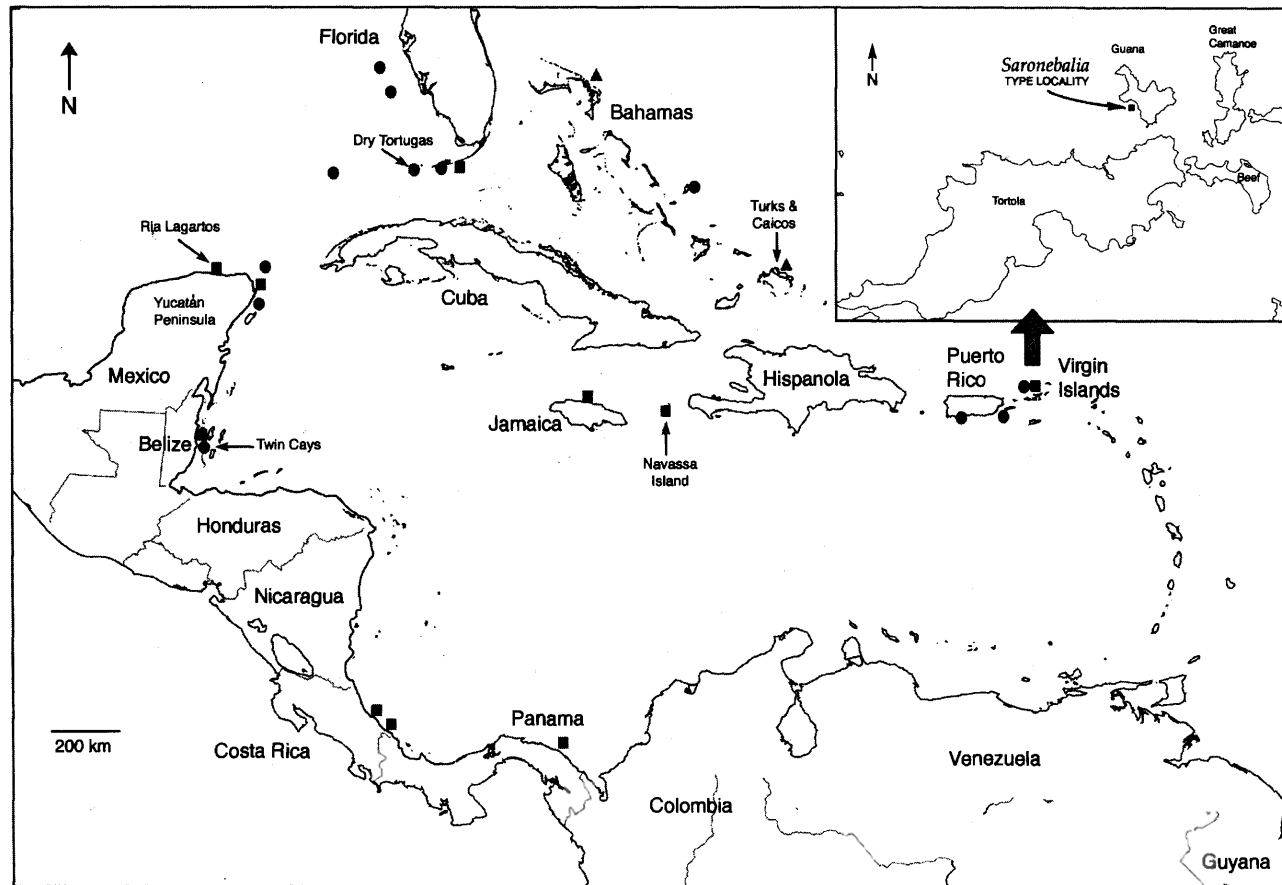 Florida
N
Dry Tortugas
Bahamas
Turks &
Caicos
Ria Lagartos
Yucatán
Peninsula
Mexico
Cuba
Hispanola
Jamaica
Navassa
Island
Puerto
Rico
Virgin
Islands
Belize
Twin Cays
Honduras
Nicaragua
Costa Rica
Panama
Colombia
Venezuela
Guyana
200 km
N
Saronebalia
TYPE LOCALITY
Guana
Great
Camanoe
Tortola
Beef